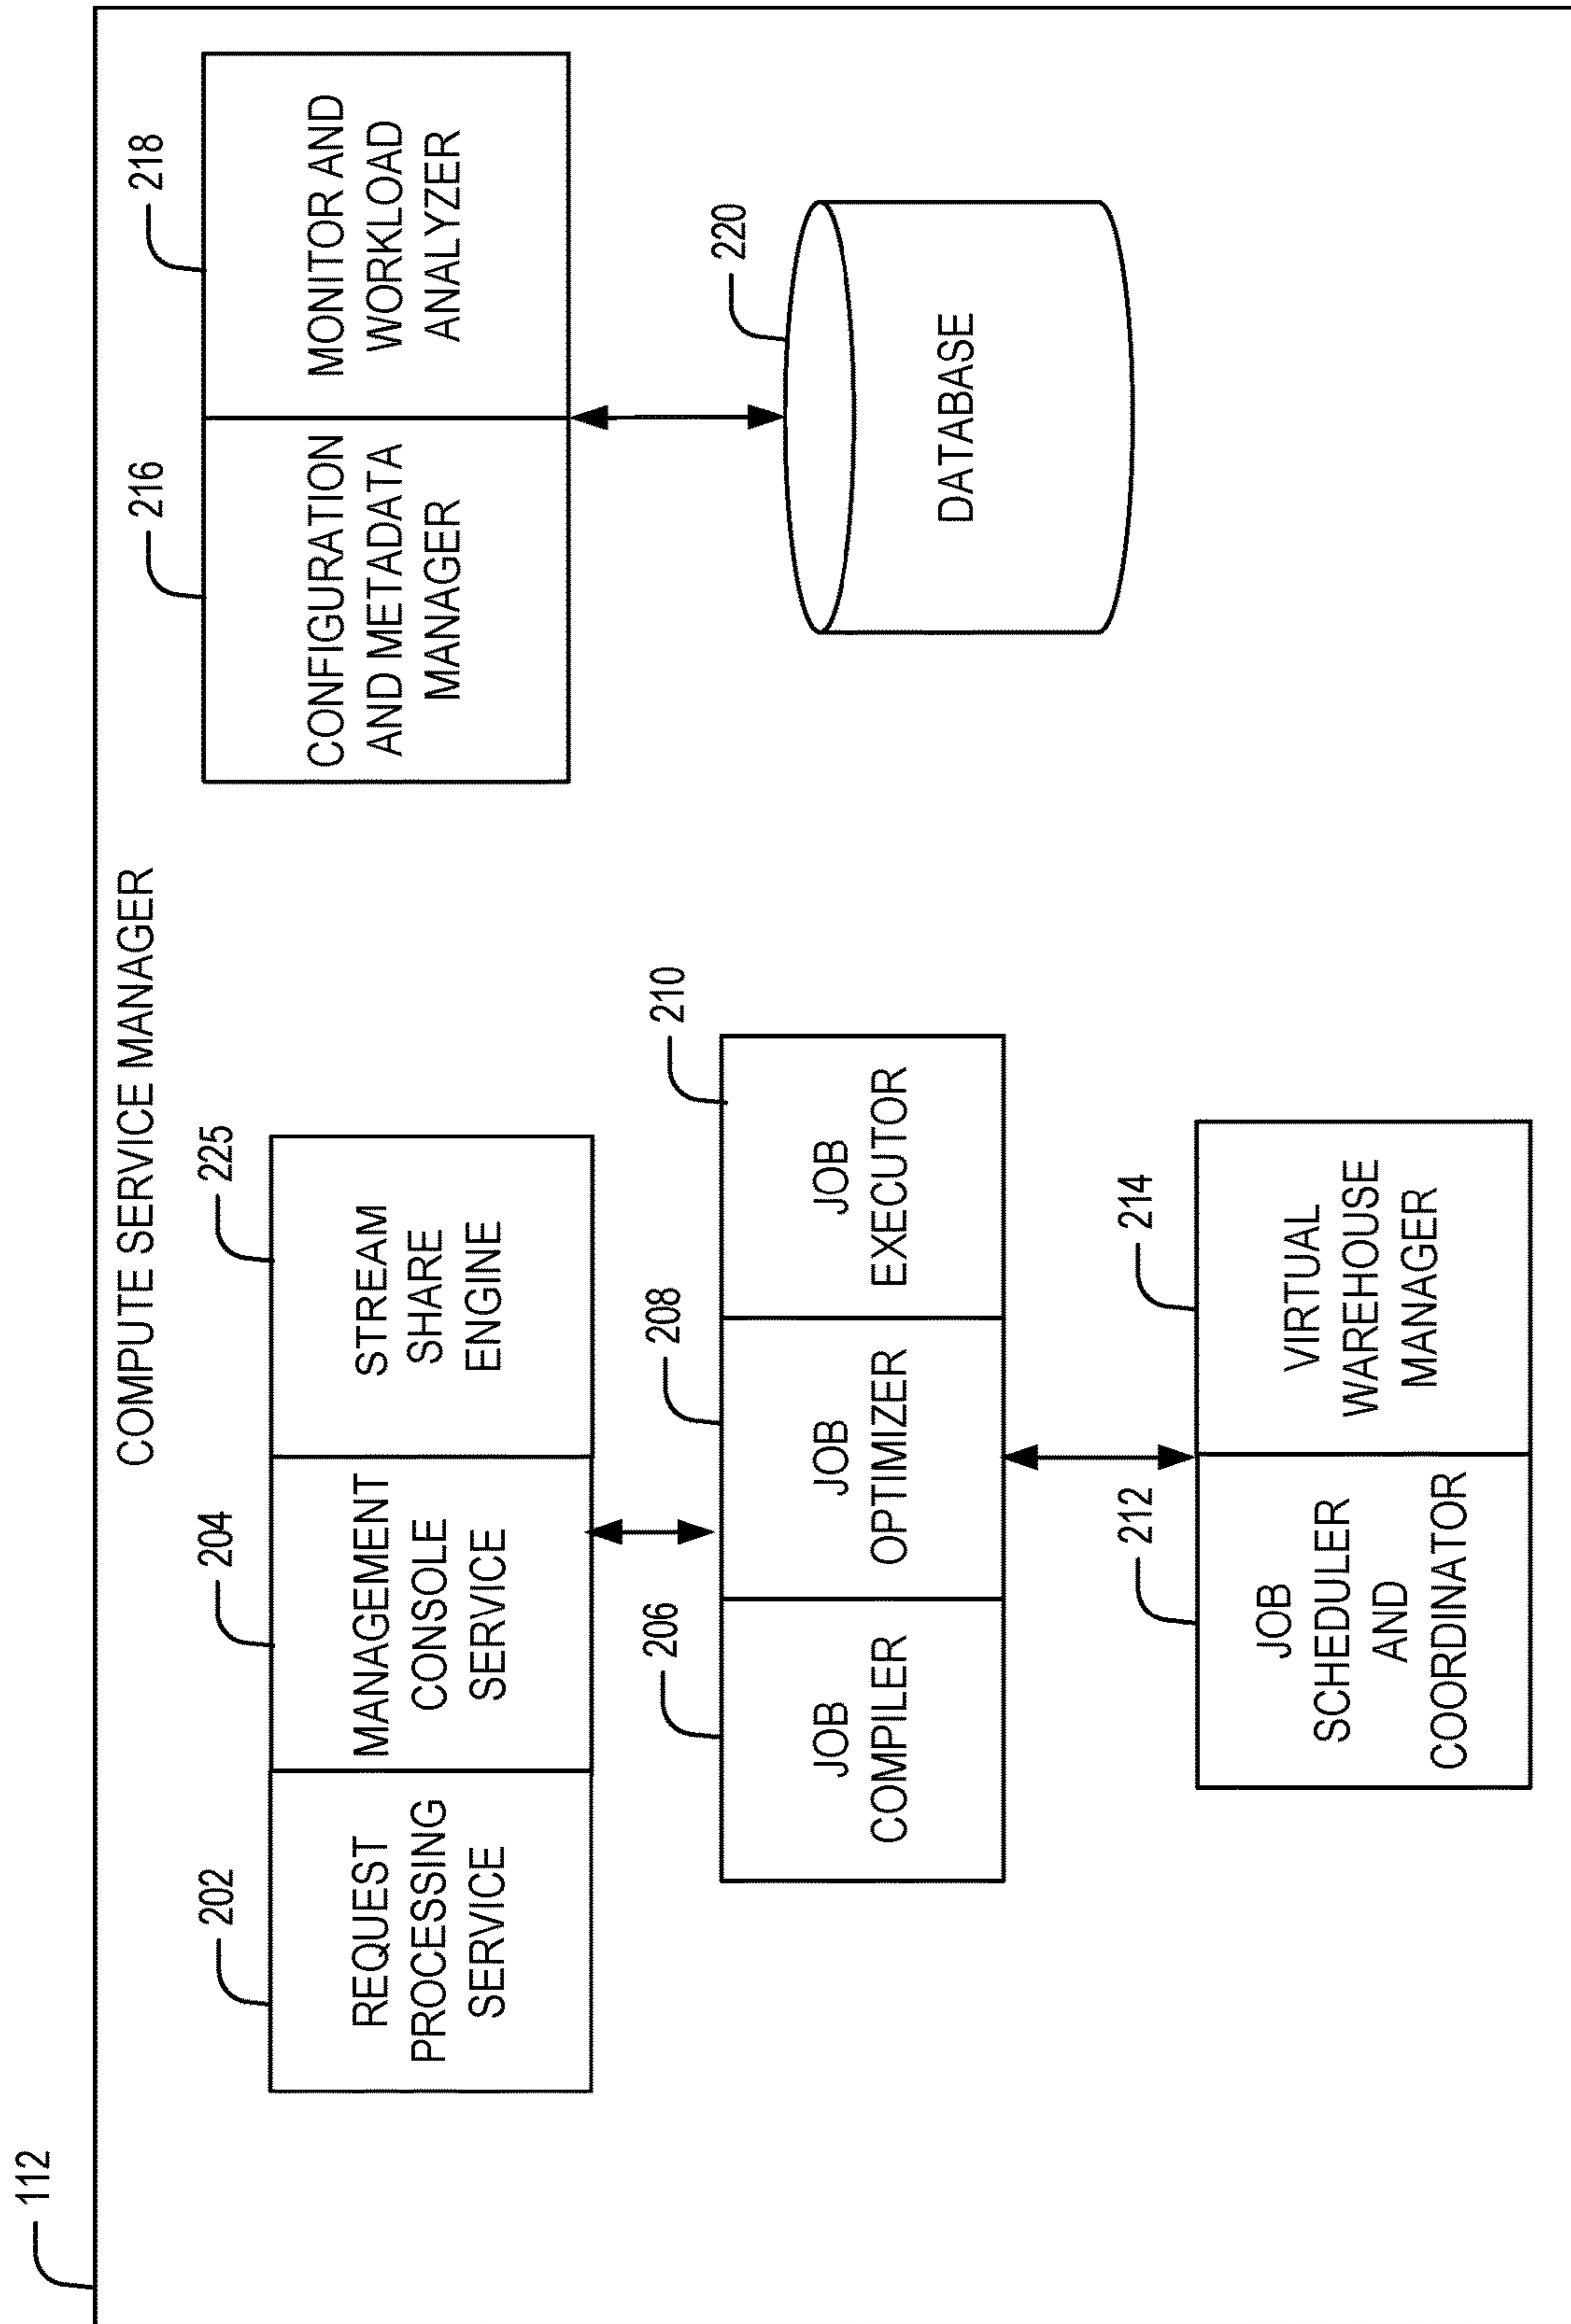 112
COMPUTE SERVICE MANAGER
202
REQUEST
PROCESSING
SERVICE
204
MANAGEMENT
CONSOLE
SERVICE
225
STREAM
SHARE
ENGINE
206
JOB
COMPILER
208
JOB
OPTIMIZER
210
JOB
EXECUTOR
212
JOB
SCHEDULER
AND
COORDINATOR
214
VIRTUAL
WAREHOUSE
MANAGER
216
CONFIGURATION
AND METADATA
MANAGER
218
MONITOR AND
WORKLOAD
ANALYZER
220
DATABASE